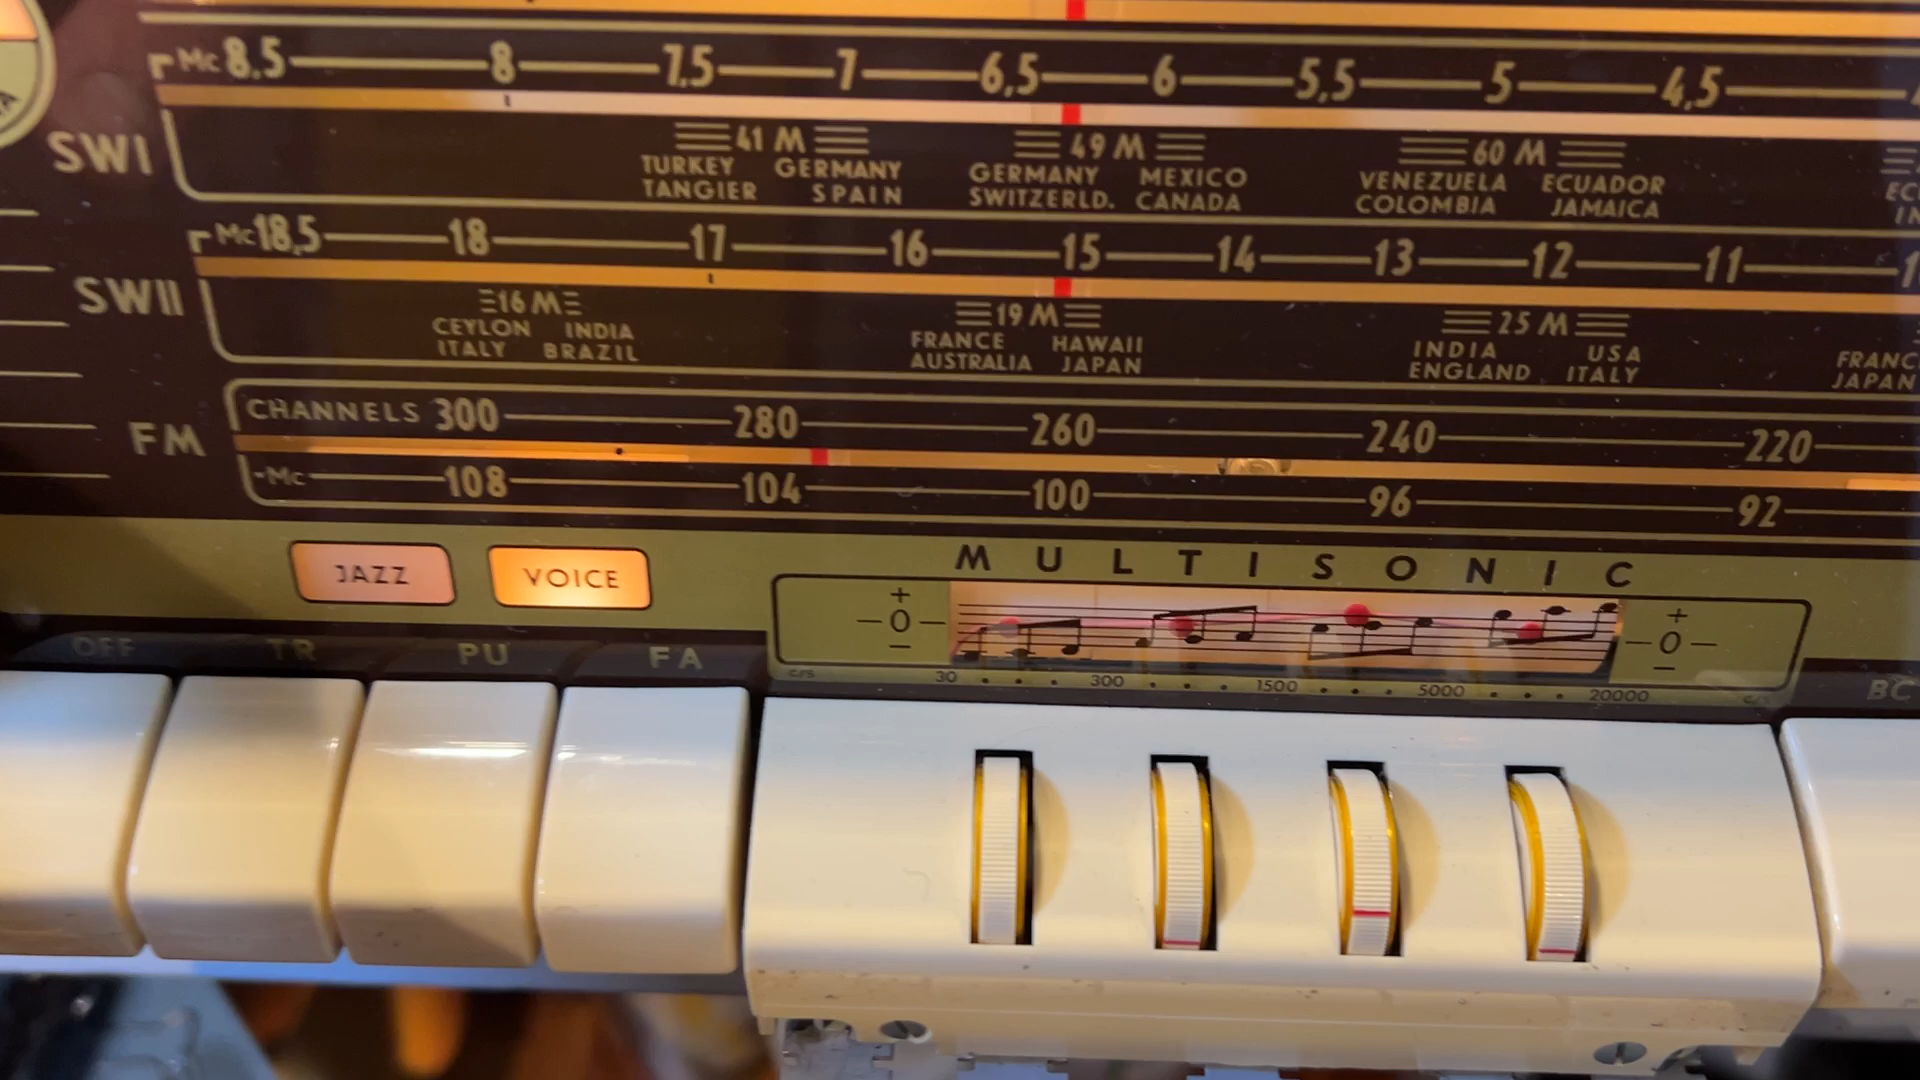 Mc 8,5 8 7,5 7 6,5 6 5,5 5 4,5
SWI
41 M 49 M 60 M
TURKEY GERMANY GERMANY MEXICO VENEZUELA ECUADOR
TANGIER SPAIN SWITZERLD. CANADA COLOMBIA JAMAICA
Mc 18,5 18 17 16 15 14 13 12 11
SWII
16 M 19 M 25 M
CEYLON INDIA FRANCE HAWAII INDIA USA
ITALY BRAZIL AUSTRALIA JAPAN ENGLAND ITALY JAPAN
CHANNELS 300 280 260 240 220
FM
Mc 108 104 100 96 92
MULTISONIC
JAZZ VOICE
+ +
-0- -0-
- -
OFF TR PU FA
c/s 30 300 1500 5000 20000
BC